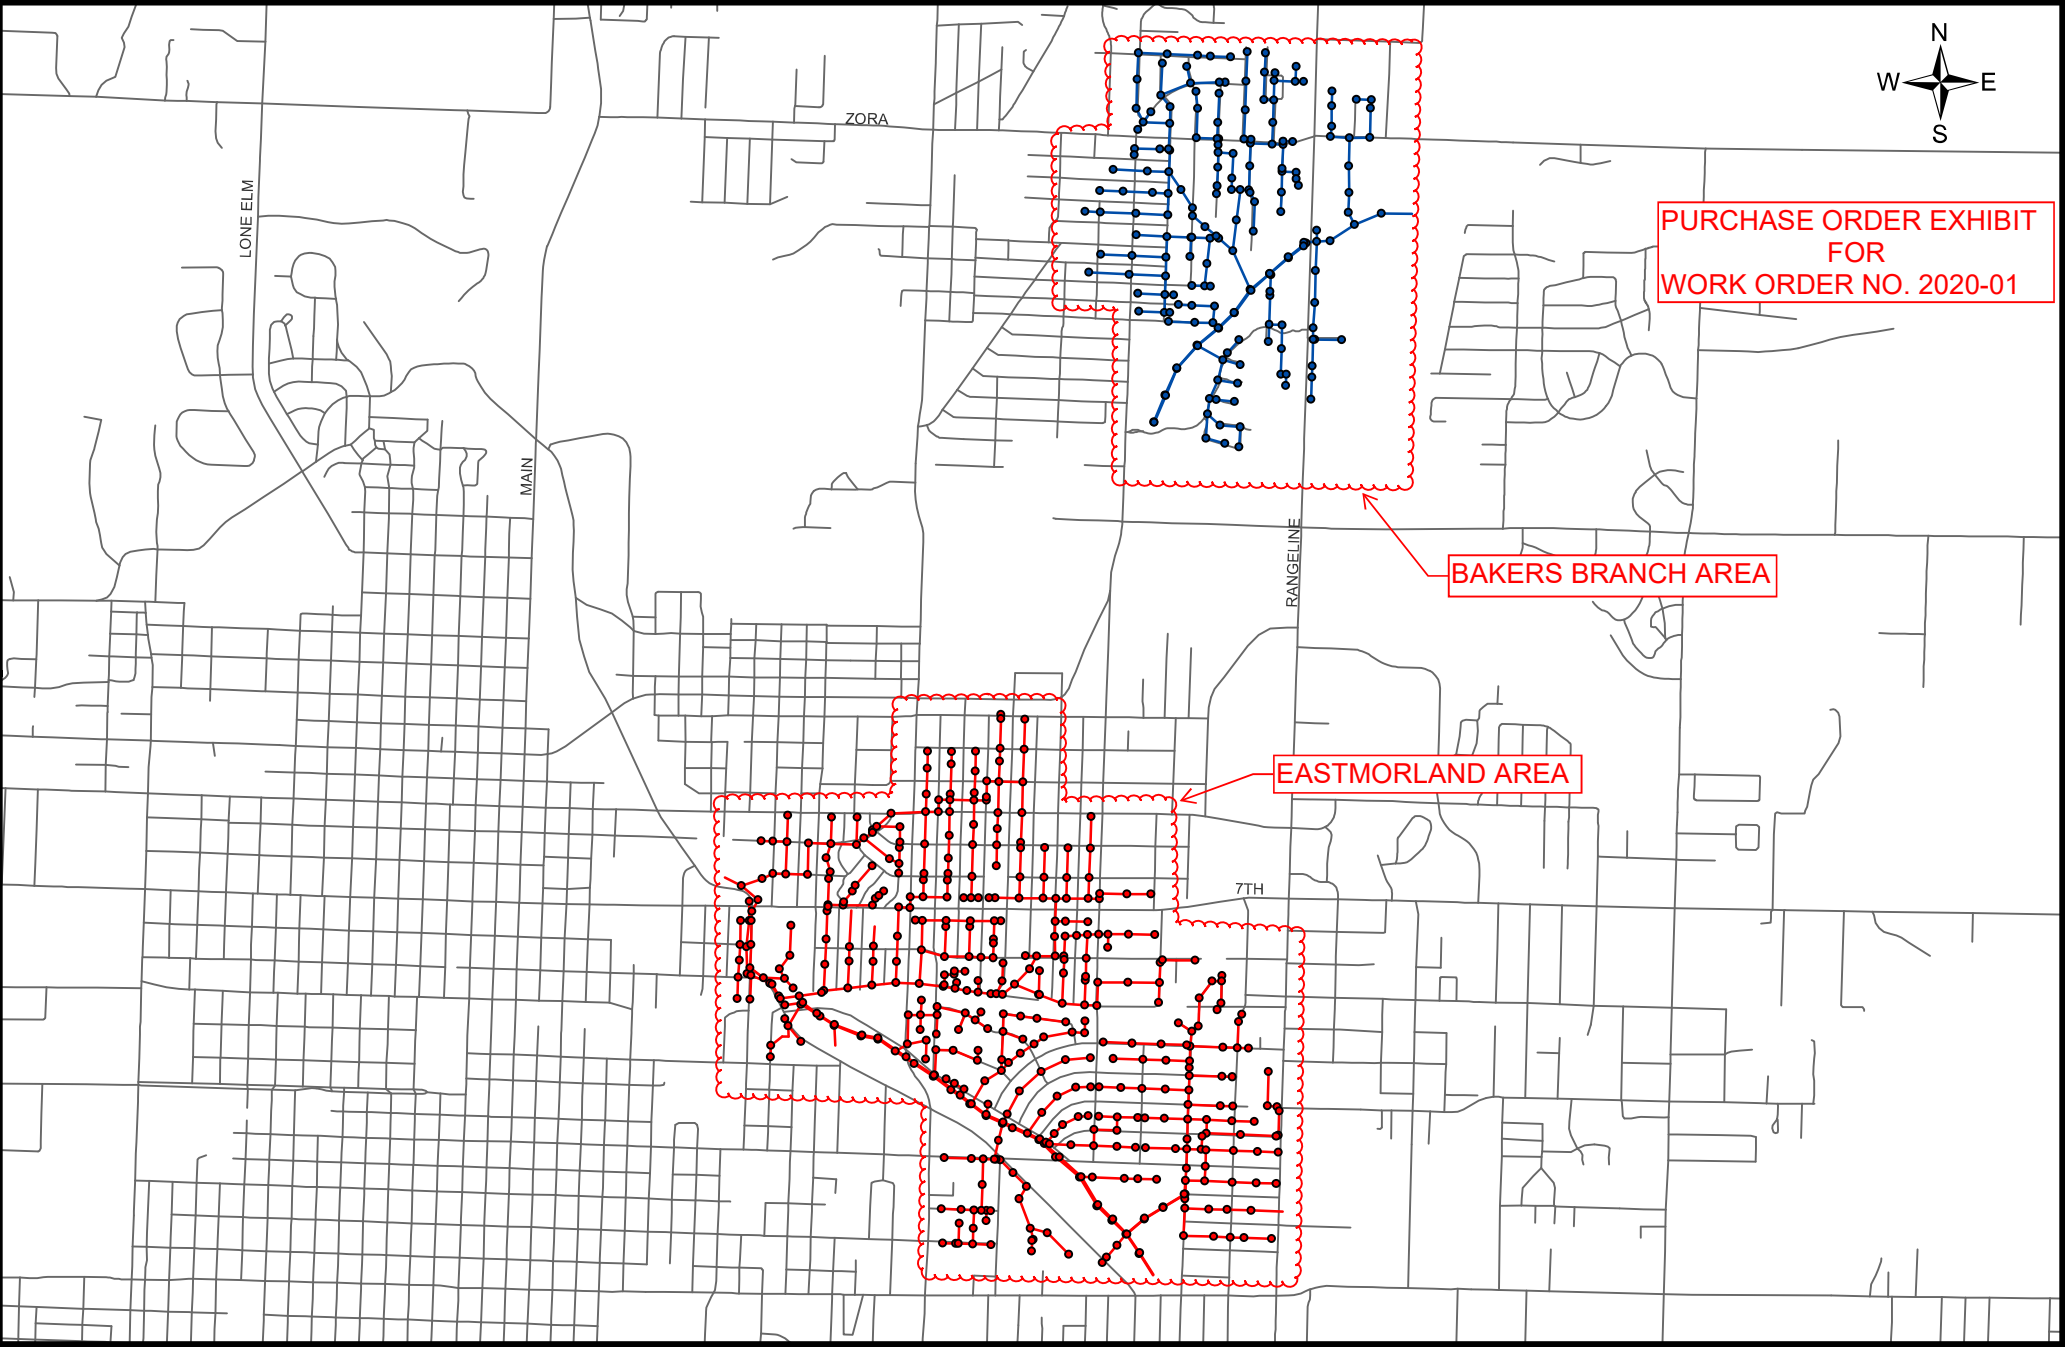 N
W E
S
ZORA
LONE ELM
PURCHASE ORDER EXHIBIT
FOR
WORK ORDER NO. 2020-01
MAIN
RANGELINE
BAKERS BRANCH AREA
EASTMORLAND AREA
7TH